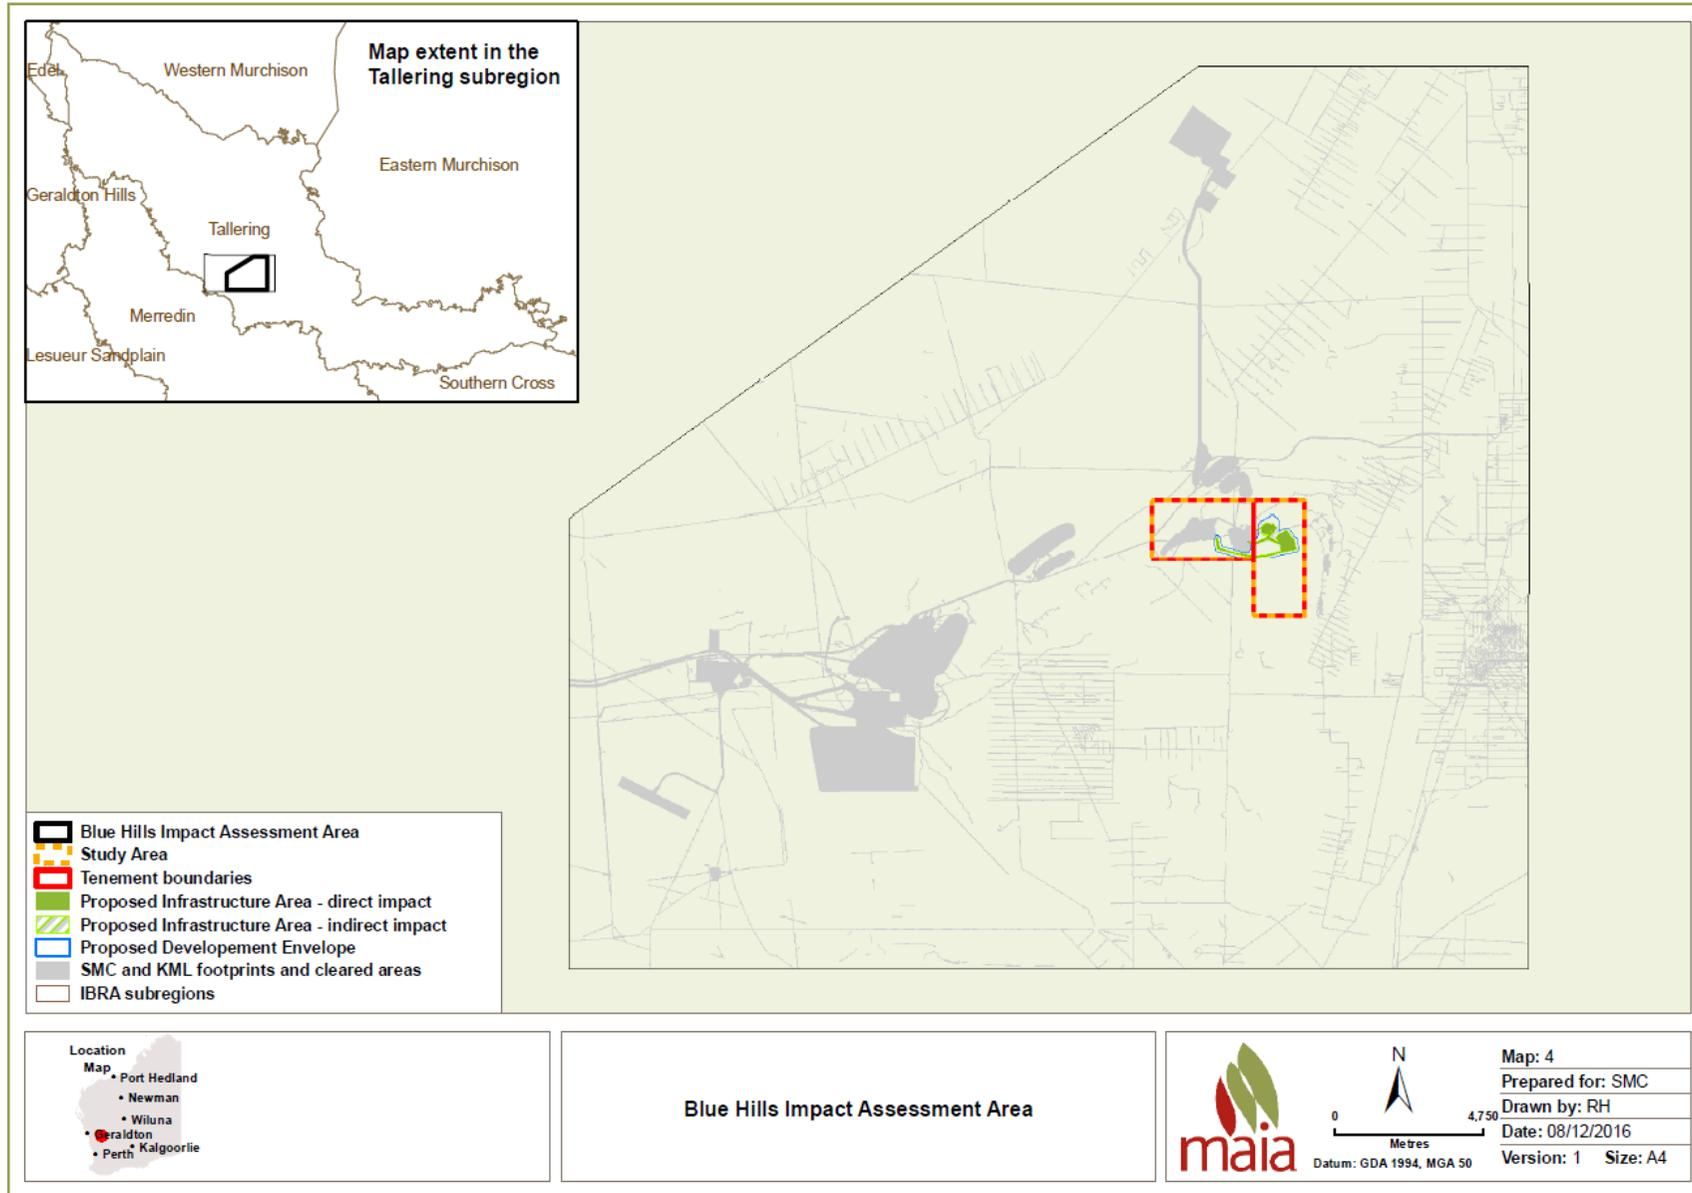 Map extent in the
Tallering subregion
Edel
Western Murchison
Eastern Murchison
Geraldton Hills
Tallering
Merredin
Lesueur Sandplain
Southern Cross
Blue Hills Impact Assessment Area
Study Area
Tenement boundaries
Proposed Infrastructure Area - direct impact
Proposed Infrastructure Area - indirect impact
Proposed Developement Envelope
SMC and KML footprints and cleared areas
IBRA subregions
Location
Map
Port Hedland
Newman
Wiluna
Geraldton
Kalgoorlie
Perth
Blue Hills Impact Assessment Area
maia
N
0 4,750
Metres
Datum: GDA 1994, MGA 50
Map: 4
Prepared for: SMC
Drawn by: RH
Date: 08/12/2016
Version: 1 Size: A4